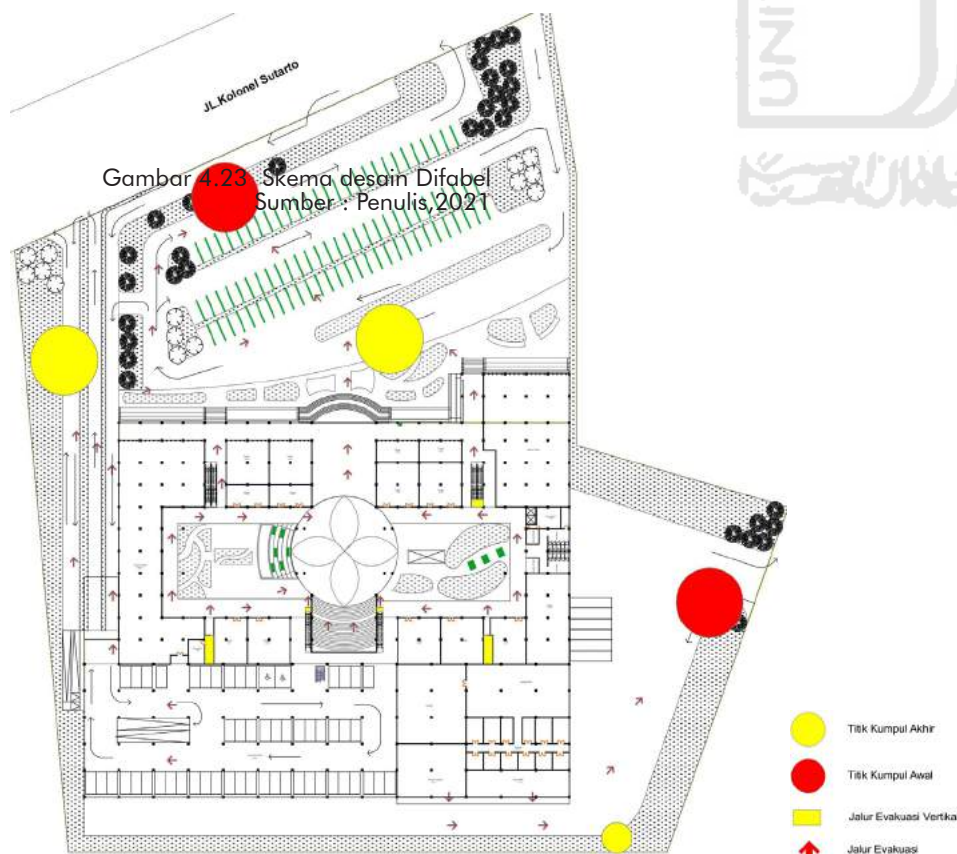 UNI
JL.Kolonel Sutarto
Gambar 4.23 Skema desain Difabel
Sumber : Penulis,2021
Titik Kumpul Akhir
Titik Kumpul Awal
Jalur Evakuasi Vertika
Jalur Evakuasi